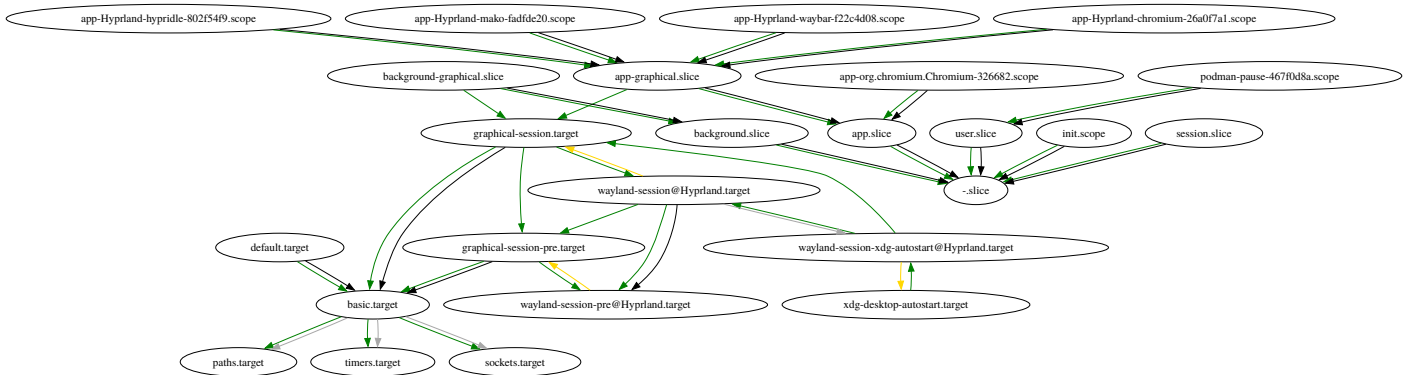 app-Hyprland-hypridle-802f54f9.scope
app-Hyprland-mako-fadfde20.scope
app-Hyprland-waybar-f22c4d08.scope
app-Hyprland-chromium-26a0f7a1.scope
background-graphical.slice
app-graphical.slice
app-org.chromium.Chromium-326682.scope
podman-pause-467f0d8a.scope
graphical-session.target
background.slice
app.slice
user.slice
init.scope
session.slice
wayland-session@Hyprland.target
-.slice
default.target
graphical-session-pre.target
wayland-session-xdg-autostart@Hyprland.target
basic.target
wayland-session-pre@Hyprland.target
xdg-desktop-autostart.target
paths.target
timers.target
sockets.target